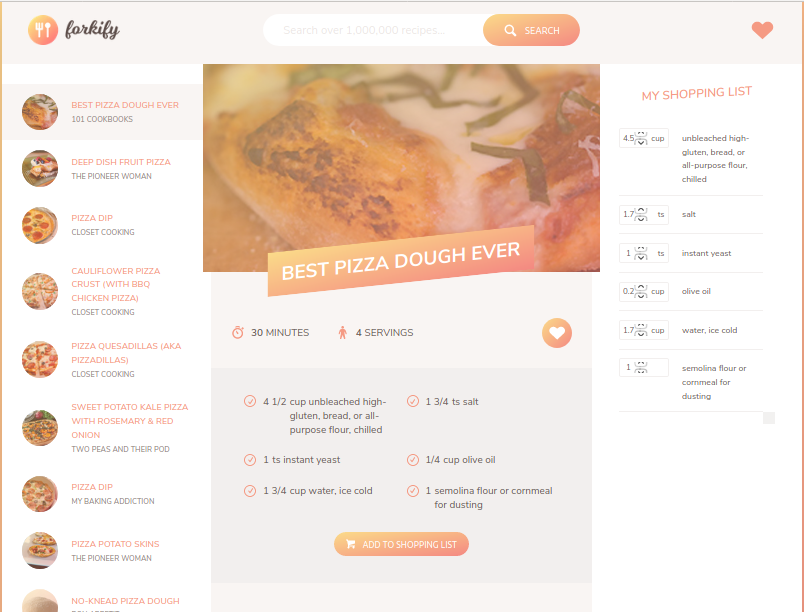 forkify
Search over 1,000,000 recipes...
SEARCH
BEST PIZZA DOUGH EVER
101 COOKBOOKS
DEEP DISH FRUIT PIZZA
THE PIONEER WOMAN
PIZZA DIP
CLOSET COOKING
CAULIFLOWER PIZZA
CRUST (WITH BBQ
CHICKEN PIZZA)
CLOSET COOKING
PIZZA QUESADILLAS (AKA
PIZZADILLAS)
CLOSET COOKING
SWEET POTATO KALE PIZZA
WITH ROSEMARY & RED
ONION
TWO PEAS AND THEIR POD
PIZZA DIP
MY BAKING ADDICTION
PIZZA POTATO SKINS
THE PIONEER WOMAN
NO-KNEAD PIZZA DOUGH
BEST PIZZA DOUGH EVER
30 MINUTES
4 SERVINGS
4 1/2 cup unbleached high-
gluten, bread, or all-
purpose flour, chilled
1 3/4 ts salt
1 ts instant yeast
1/4 cup olive oil
1 3/4 cup water, ice cold
1 semolina flour or cornmeal
for dusting
ADD TO SHOPPING LIST
MY SHOPPING LIST
4.5 cup unbleached high-
gluten, bread, or
all-purpose flour,
chilled
1.7 ts salt
1 ts instant yeast
0.2 cup olive oil
1.7 cup water, ice cold
1 semolina flour or
cornmeal for
dusting